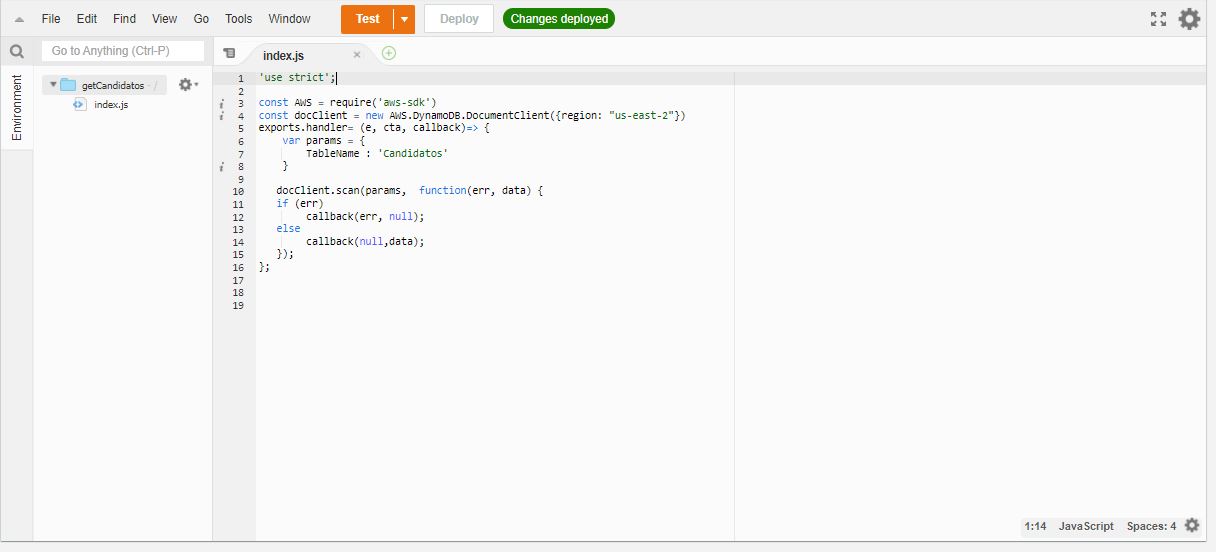 File Edit Find View Go Tools Window Test Deploy Changes deployed
Go to Anything (Ctrl-P)
index.js
Environment
getCandidatos - /
index.js
1 'use strict';
2
3 const AWS = require('aws-sdk')
4 const docClient = new AWS.DynamoDB.DocumentClient({region: "us-east-2"})
5 exports.handler= (e, cta, callback)=> {
6 var params = {
7 TableName : 'Candidatos'
8 }
9
10 docClient.scan(params,  function(err, data) {
11 if (err)
12 callback(err, null);
13 else
14 callback(null,data);
15 });
16 };
17
18
19
1:14 JavaScript Spaces: 4